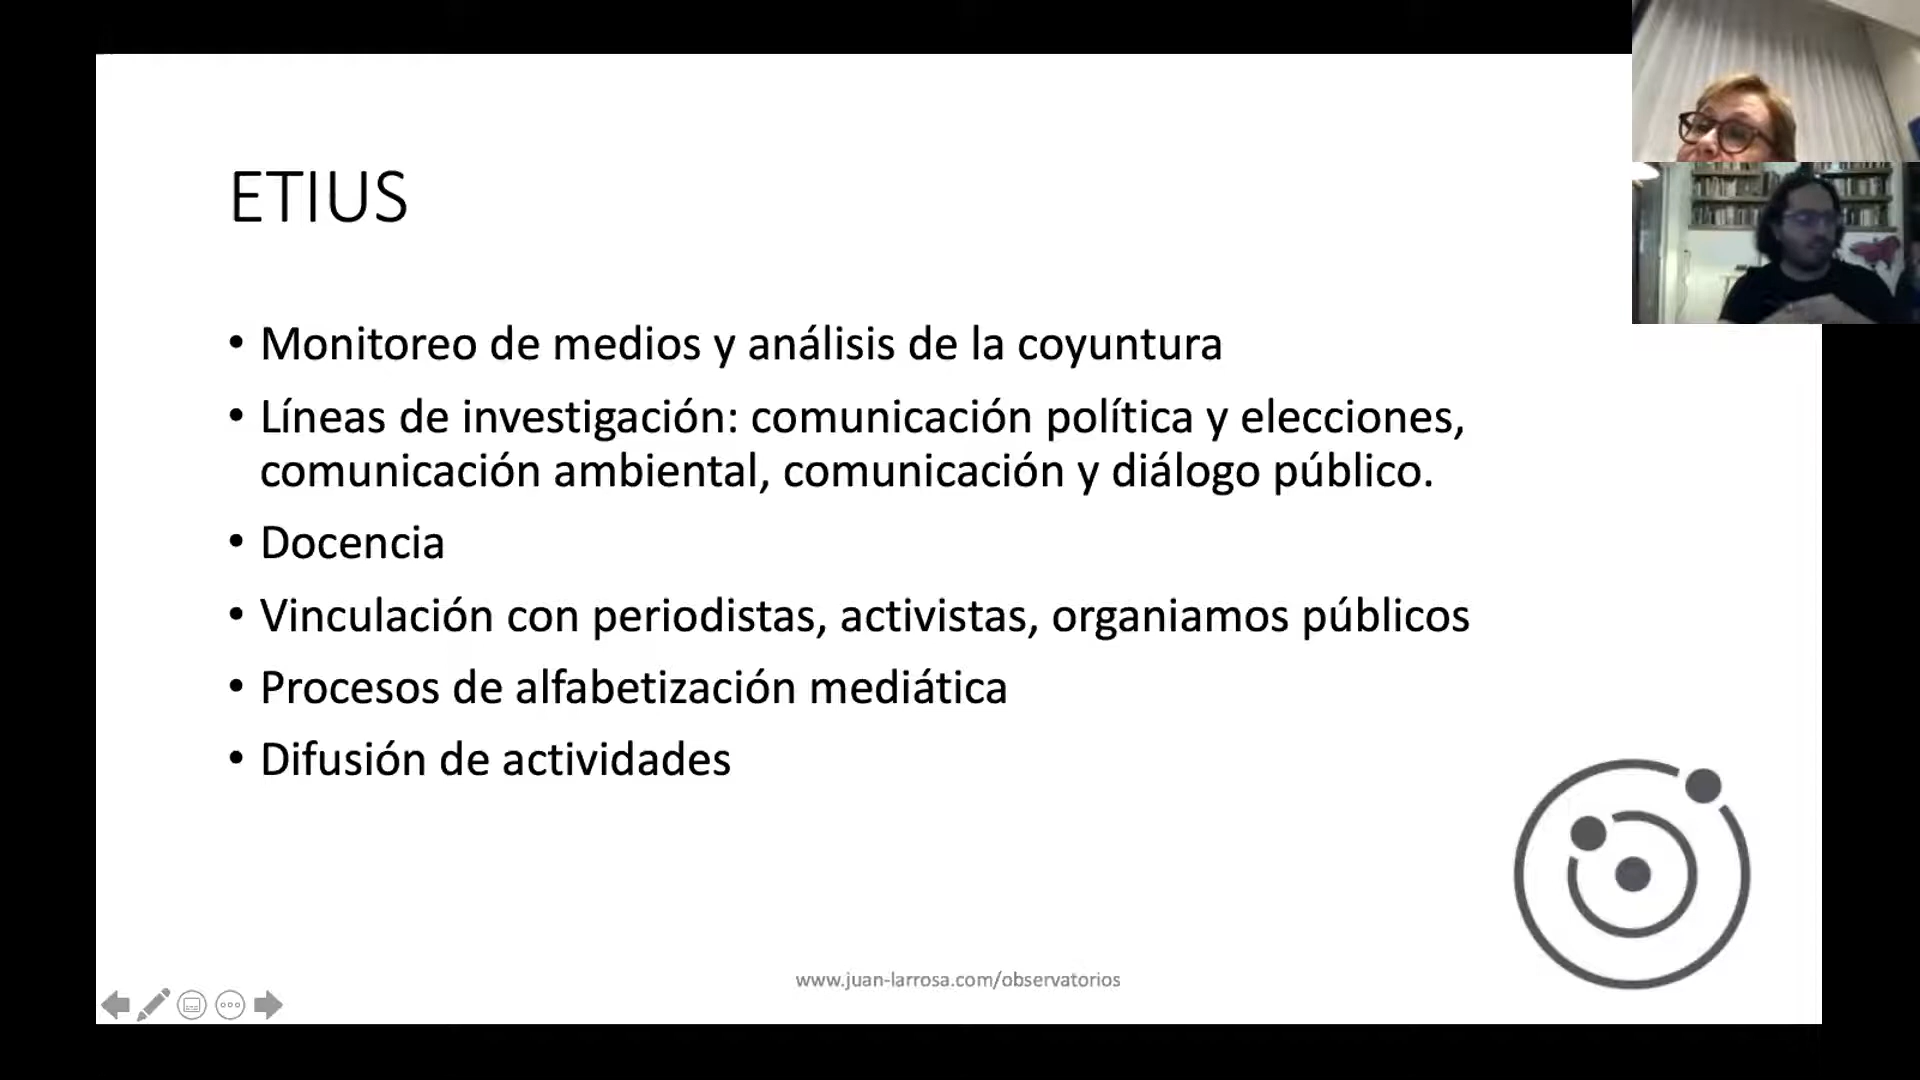 ETIUS
• Monitoreo de medios y análisis de la coyuntura
• Líneas de investigación: comunicación política y elecciones,
comunicación ambiental, comunicación y diálogo público.
• Docencia
• Vinculación con periodistas, activistas, organiamos públicos
• Procesos de alfabetización mediática
• Difusión de actividades
www.juan-larrosa.com/observatorios